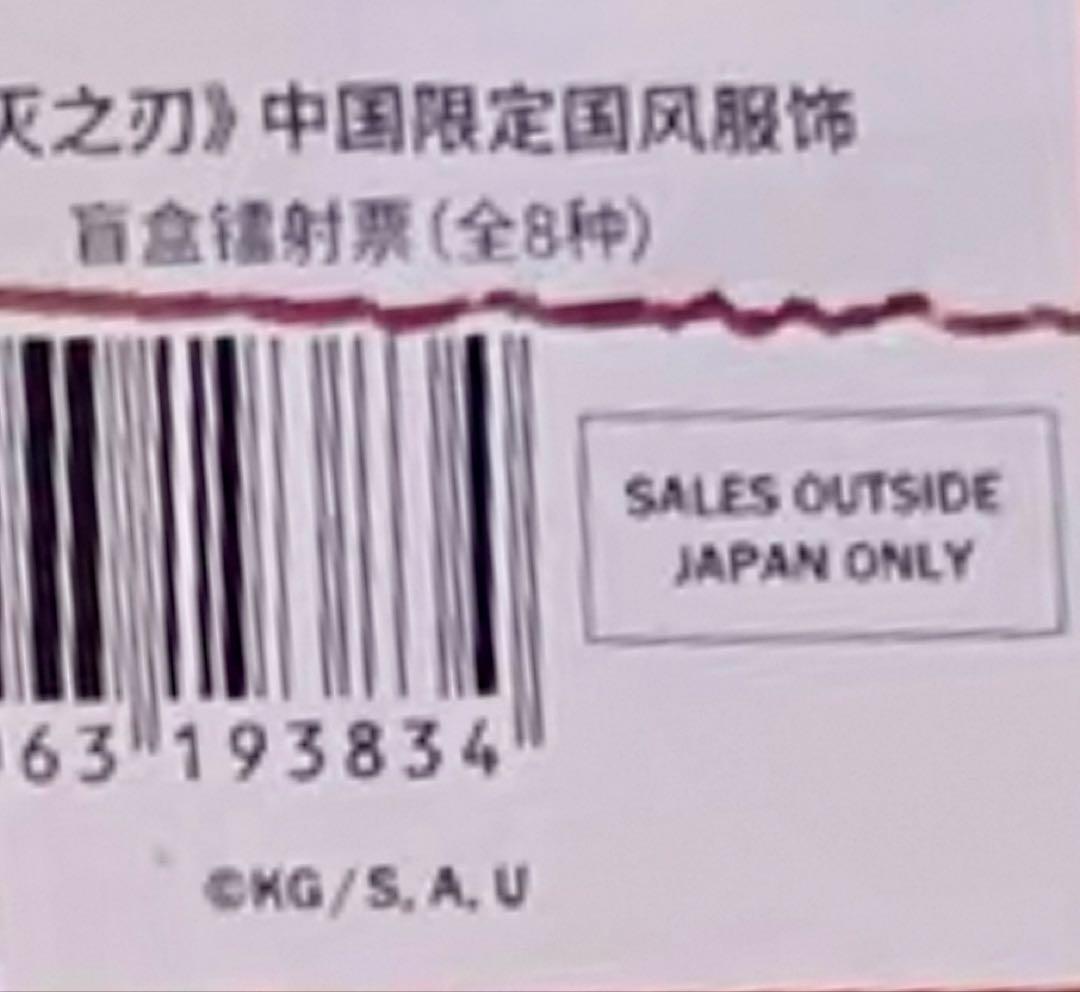 灭之刃》中国限定国风服饰
盲盒镭射票(全8种)
SALES OUTSIDE
JAPAN ONLY
63 193834
©KG/S.A.U